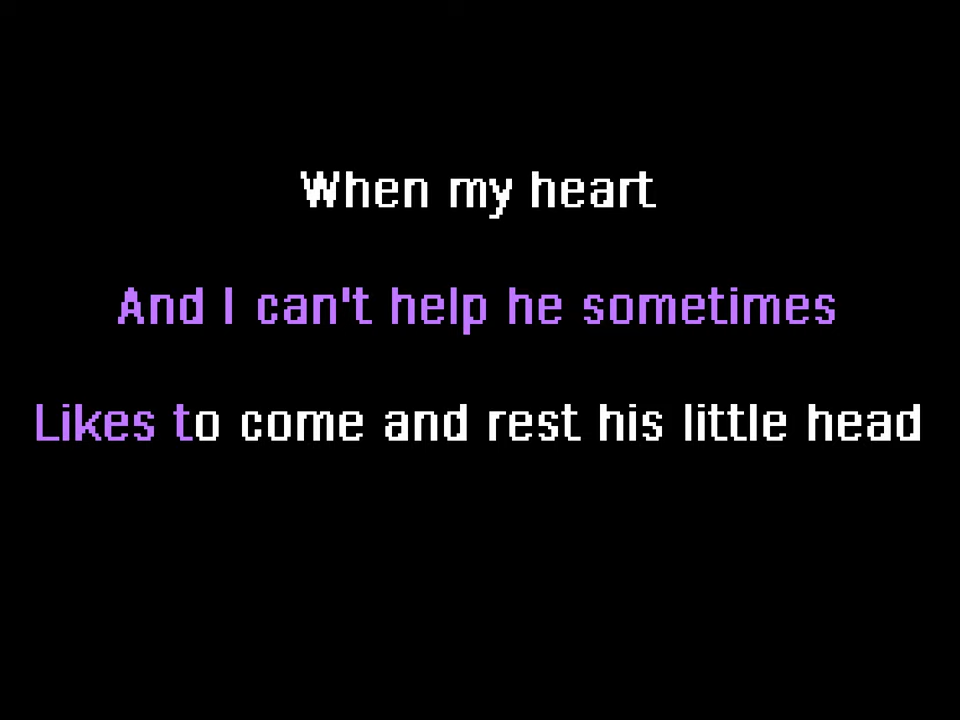 When my heart
And I can't help he sometimes
Likes to come and rest his little head